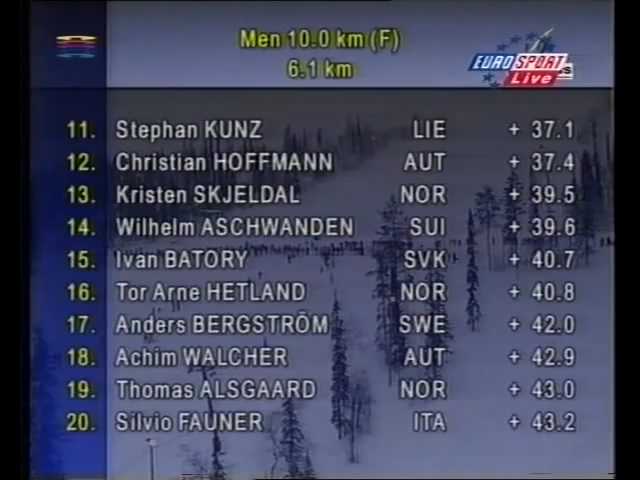 Men 10.0 km (F)
6.1 km
EUROSPORT
Live
11. Stephan KUNZ LIE + 37.1
12. Christian HOFFMANN AUT + 37.4
13. Kristen SKJELDAL NOR + 39.5
14. Wilhelm ASCHWANDEN SUI + 39.6
15. Ivan BATORY SVK + 40.7
16. Tor Arne HETLAND NOR + 40.8
17. Anders BERGSTRÖM SWE + 42.0
18. Achim WALCHER AUT + 42.9
19. Thomas ALSGAARD NOR + 43.0
20. Silvio FAUNER ITA + 43.2